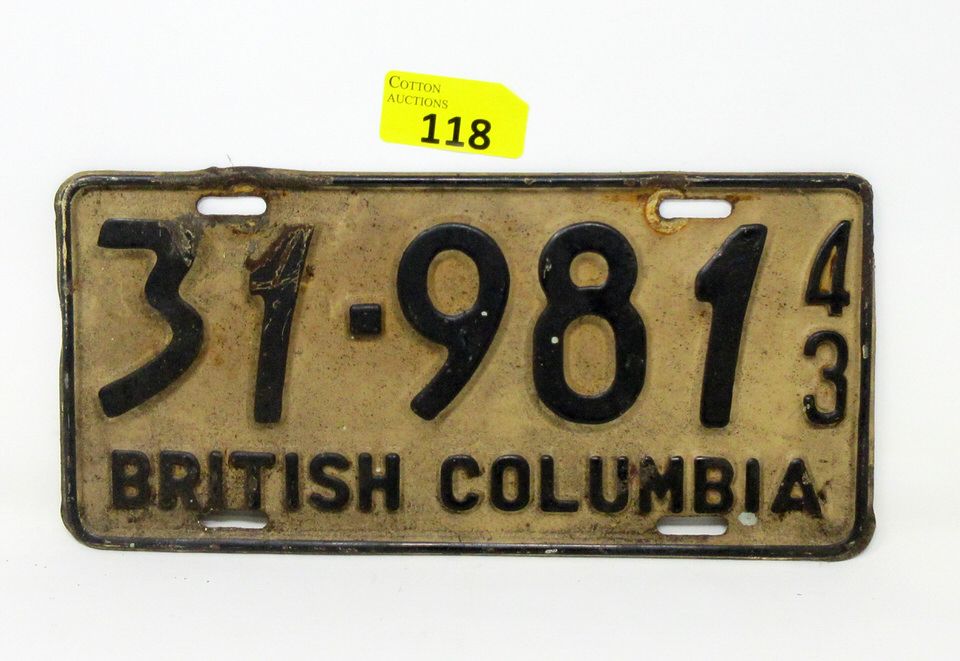 COTTON
AUCTIONS
118
31-981
43
BRITISH COLUMBIA